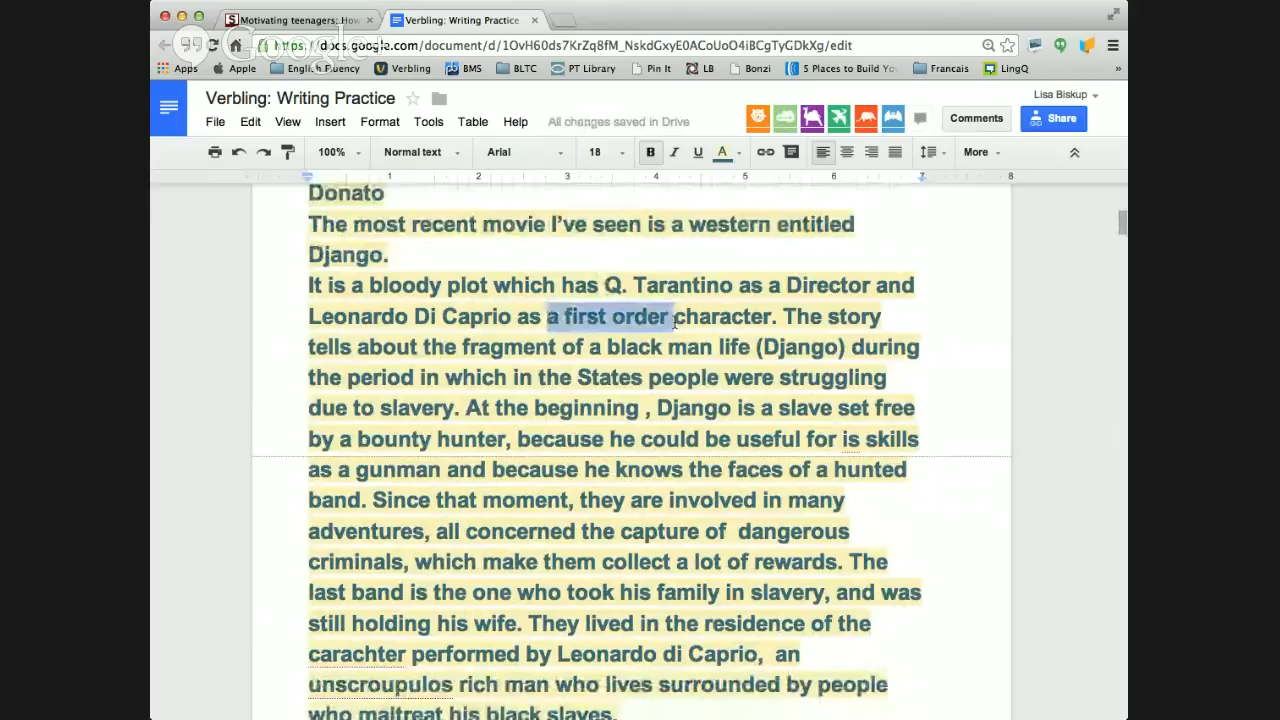 Motivating teenagers: How
Verbling: Writing Practice
Google+
https://docs.google.com/document/d/1OvH60ds7KrZq8fM_NskdGxyE0ACoUoO4iBCgTyGDkXg/edit
Apps Apple English Fluency Verbling BMS BLTC PT Library Pin It LB Bonzi 5 Places to Build You Francais LingQ »
Verbling: Writing Practice
Lisa Biskup
File Edit View Insert Format Tools Table Help All changes saved in Drive
Comments Share
100% Normal text Arial 18 B I U A More
1 2 3 4 5 6 7 8
Donato
The most recent movie I've seen is a western entitled
Django.
It is a bloody plot which has Q. Tarantino as a Director and
Leonardo Di Caprio as a first order character. The story
tells about the fragment of a black man life (Django) during
the period in which in the States people were struggling
due to slavery. At the beginning , Django is a slave set free
by a bounty hunter, because he could be useful for is skills
as a gunman and because he knows the faces of a hunted
band. Since that moment, they are involved in many
adventures, all concerned the capture of  dangerous
criminals, which make them collect a lot of rewards. The
last band is the one who took his family in slavery, and was
still holding his wife. They lived in the residence of the
carachter performed by Leonardo di Caprio,  an
unscroupulos rich man who lives surrounded by people
who maltreat his black slaves.